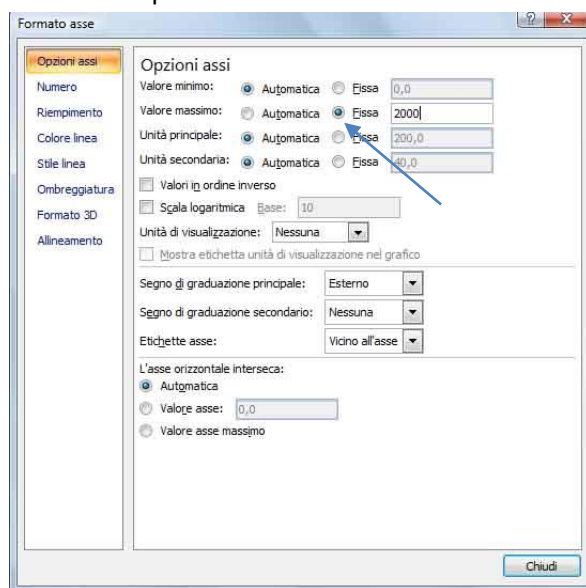 Formato asse
Opzioni assi
Numero
Riempimento
Colore linea
Stile linea
Ombreggiatura
Formato 3D
Allineamento
Opzioni assi
Valore minimo: Automatica Fissa 0,0
Valore massimo: Automatica Fissa 2000
Unità principale: Automatica Fissa 200,0
Unità secondaria: Automatica Fissa 40,0
Valori in ordine inverso
Scala logaritmica Base: 10
Unità di visualizzazione: Nessuna
Mostra etichetta unità di visualizzazione nel grafico
Segno di graduazione principale: Esterno
Segno di graduazione secondario: Nessuna
Etichette asse: Vicino all'asse
L'asse orizzontale interseca:
Automatica
Valore asse: 0,0
Valore asse massimo
Chiudi